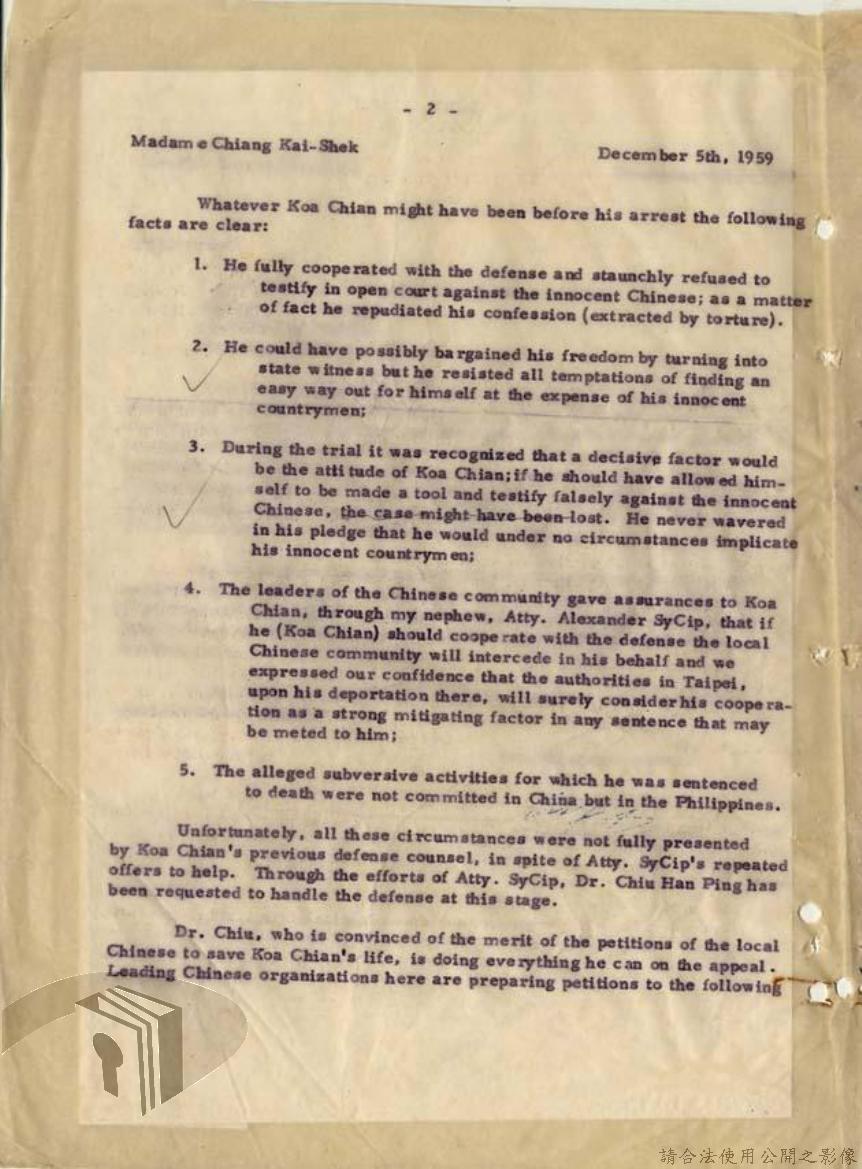 - 2 -
Madame Chiang Kai-Shek
December 5th, 1959
Whatever Koa Chian might have been before his arrest the following
facts are clear:
1. He fully cooperated with the defense and staunchly refused to
testify in open court against the innocent Chinese; as a matter
of fact he repudiated his confession (extracted by torture).
2. He could have possibly bargained his freedom by turning into
state witness but he resisted all temptations of finding an
easy way out for himself at the expense of his innocent
countrymen;
3. During the trial it was recognized that a decisive factor would
be the attitude of Koa Chian; if he should have allowed him-
self to be made a tool and testify falsely against the innocent
Chinese, the case might have been lost. He never wavered
in his pledge that he would under no circumstances implicate
his innocent countrymen;
4. The leaders of the Chinese community gave assurances to Koa
Chian, through my nephew, Atty. Alexander SyCip, that if
he (Koa Chian) should cooperate with the defense the local
Chinese community will intercede in his behalf and we
expressed our confidence that the authorities in Taipei,
upon his deportation there, will surely consider his coopera-
tion as a strong mitigating factor in any sentence that may
be meted to him;
5. The alleged subversive activities for which he was sentenced
to death were not committed in China but in the Philippines.
Unfortunately, all these circumstances were not fully presented
by Koa Chian's previous defense counsel, in spite of Atty. SyCip's repeated
offers to help. Through the efforts of Atty. SyCip, Dr. Chiu Han Ping has
been requested to handle the defense at this stage.
Dr. Chiu, who is convinced of the merit of the petitions of the local
Chinese to save Koa Chian's life, is doing everything he can on the appeal.
Leading Chinese organizations here are preparing petitions to the following
請合法使用公開之影像